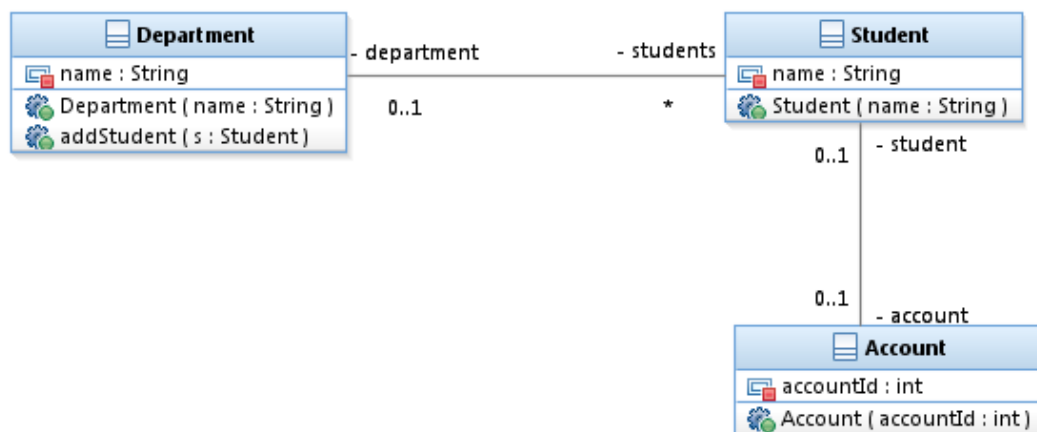 Department
name : String
Department ( name : String )
addStudent ( s : Student )
- department
0..1
- students
*
Student
name : String
Student ( name : String )
0..1
- student
0..1
- account
Account
accountId : int
Account ( accountId : int )